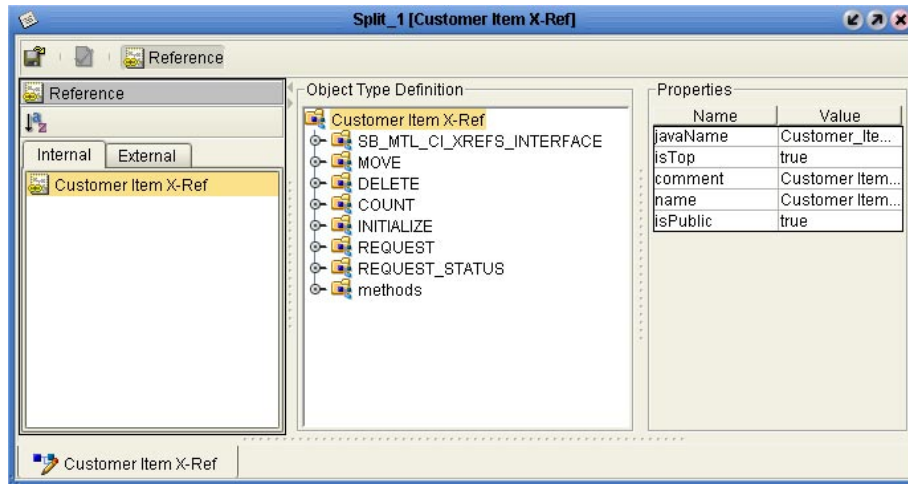 Split_1 [Customer Item X-Ref]
Reference
Reference
Internal External
Customer Item X-Ref
Object Type Definition
Customer Item X-Ref
SB_MTL_CI_XREFS_INTERFACE
MOVE
DELETE
COUNT
INITIALIZE
REQUEST
REQUEST_STATUS
methods
Properties
Name Value
javaName Customer_Ite...
isTop true
comment Customer Item...
name Customer Item...
isPublic true
Customer Item X-Ref